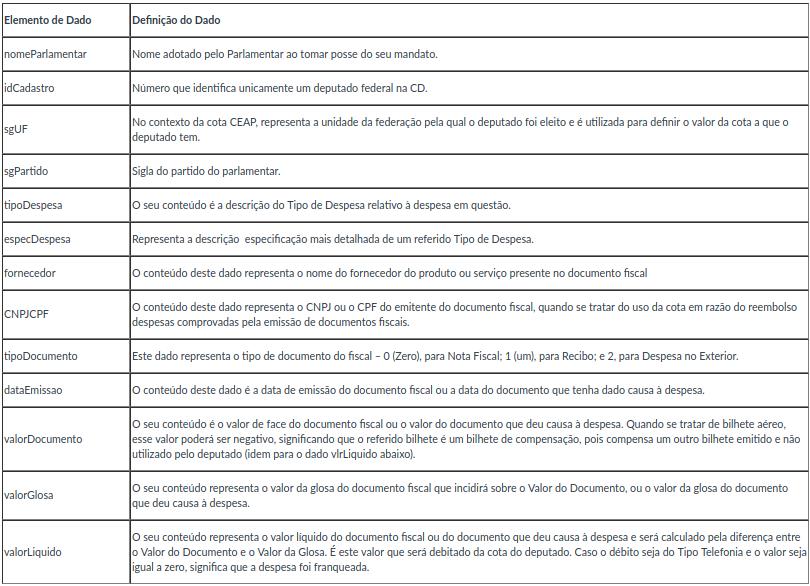 Elemento de Dado Definição do Dado
nomeParlamentar Nome adotado pelo Parlamentar ao tomar posse do seu mandato.
idCadastro Número que identifica unicamente um deputado federal na CD.
sgUF No contexto da cota CEAP, representa a unidade da federação pela qual o deputado foi eleito e é utilizada para definir o valor da cota a que o
deputado tem.
sgPartido Sigla do partido do parlamentar.
tipoDespesa O seu conteúdo é a descrição do Tipo de Despesa relativo à despesa em questão.
especDespesa Representa a descrição especificação mais detalhada de um referido Tipo de Despesa.
fornecedor O conteúdo deste dado representa o nome do fornecedor do produto ou serviço presente no documento fiscal
CNPJCPF O conteúdo deste dado representa o CNPJ ou o CPF do emitente do documento fiscal, quando se tratar do uso da cota em razão do reembolso
despesas comprovadas pela emissão de documentos fiscais.
tipoDocumento Este dado representa o tipo de documento do fiscal – 0 (Zero), para Nota Fiscal; 1 (um), para Recibo; e 2, para Despesa no Exterior.
dataEmissao O conteúdo deste dado é a data de emissão do documento fiscal ou a data do documento que tenha dado causa à despesa.
valorDocumento O seu conteúdo é o valor de face do documento fiscal ou o valor do documento que deu causa à despesa. Quando se tratar de bilhete aéreo,
esse valor poderá ser negativo, significando que o referido bilhete é um bilhete de compensação, pois compensa um outro bilhete emitido e não
utilizado pelo deputado (idem para o dado vlrLiquido abaixo).
valorGlosa O seu conteúdo representa o valor da glosa do documento fiscal que incidirá sobre o Valor do Documento, ou o valor da glosa do documento
que deu causa à despesa.
valorLiquido O seu conteúdo representa o valor líquido do documento fiscal ou do documento que deu causa à despesa e será calculado pela diferença entre
o Valor do Documento e o Valor da Glosa. É este valor que será debitado da cota do deputado. Caso o débito seja do Tipo Telefonia e o valor seja
igual a zero, significa que a despesa foi franqueada.